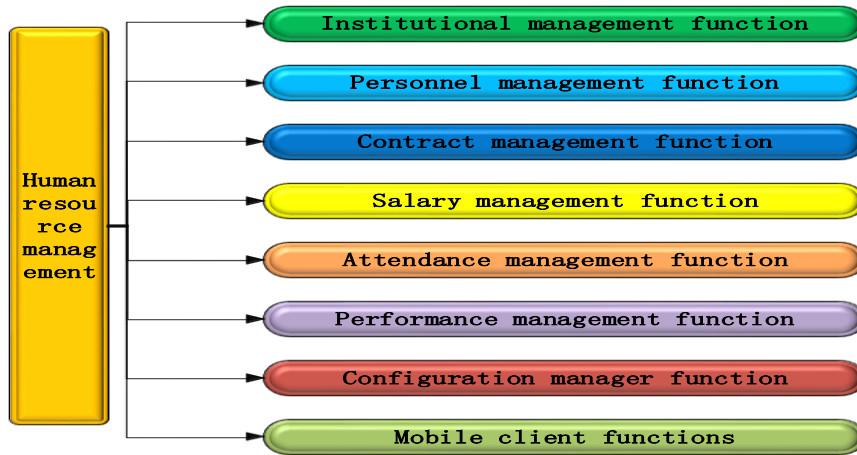 Human
resou
rce
manag
ement
Institutional management function
Personnel management function
Contract management function
Salary management function
Attendance management function
Performance management function
Configuration manager function
Mobile client functions